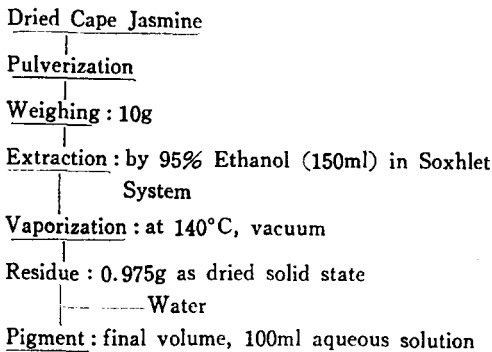 Dried Cape Jasmine
Pulverization
Weighing : 10g
Extraction : by 95% Ethanol (150ml) in Soxhlet
System
Vaporization : at 140°C, vacuum
Residue : 0.975g as dried solid state
Water
Pigment : final volume, 100ml aqueous solution